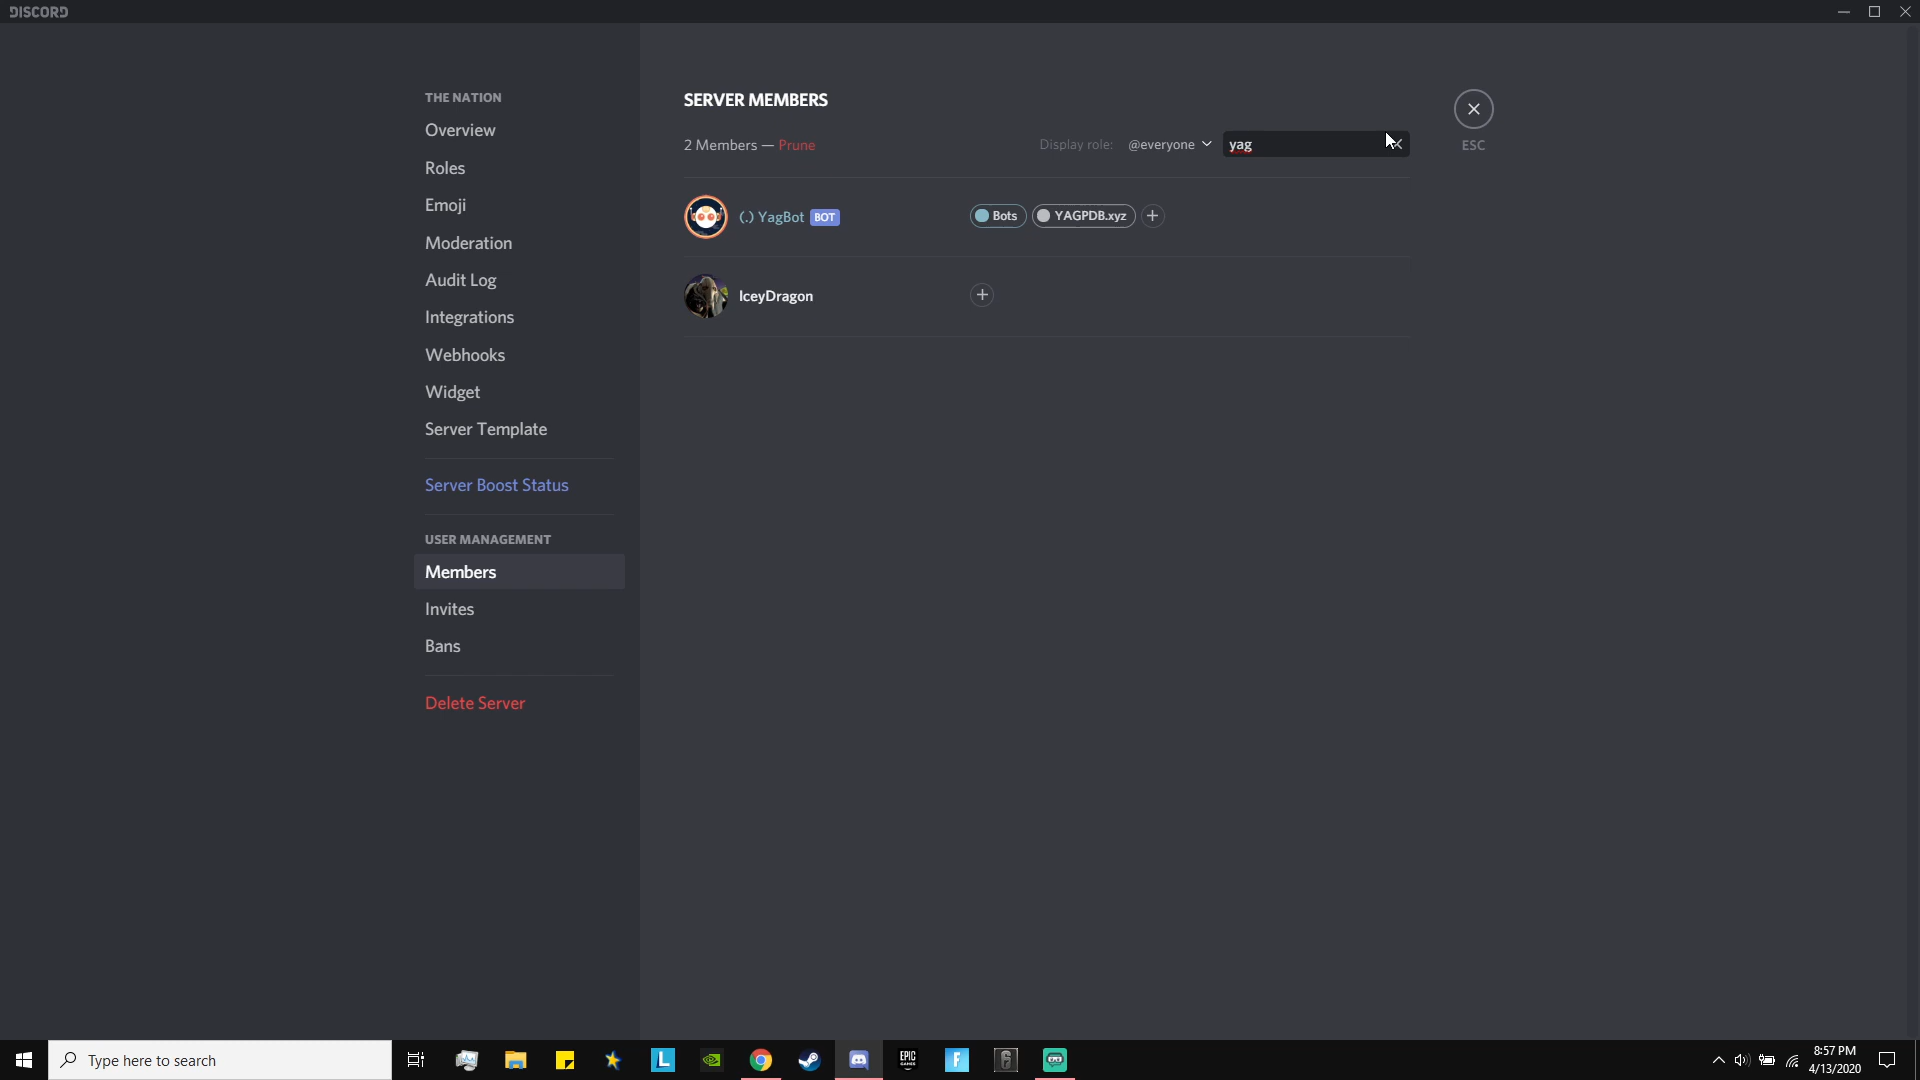 DISCORD
THE NATION
Overview
Roles
Emoji
Moderation
Audit Log
Integrations
Webhooks
Widget
Server Template
Server Boost Status
USER MANAGEMENT
Members
Invites
Bans
Delete Server
SERVER MEMBERS
2 Members — Prune
Display role: @everyone
yag
ESC
(.) YagBot BOT
Bots YAGPDB.xyz
IceyDragon
Type here to search
L
EPIC
GAMES
F
8:57 PM
4/13/2020